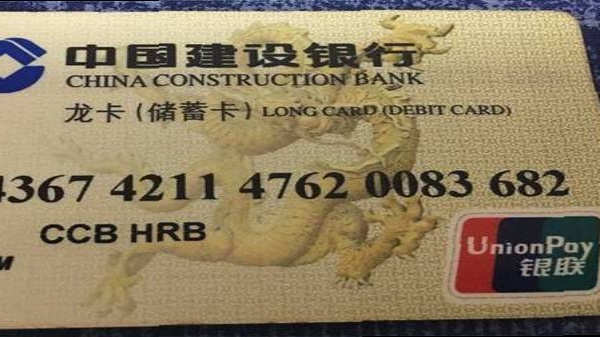 中国建设银行
CHINA CONSTRUCTION BANK
龙卡(储蓄卡) LONG CARD (DEBIT CARD)
4367 4211 4762 0083 682
CCB HRB
UnionPay
银联